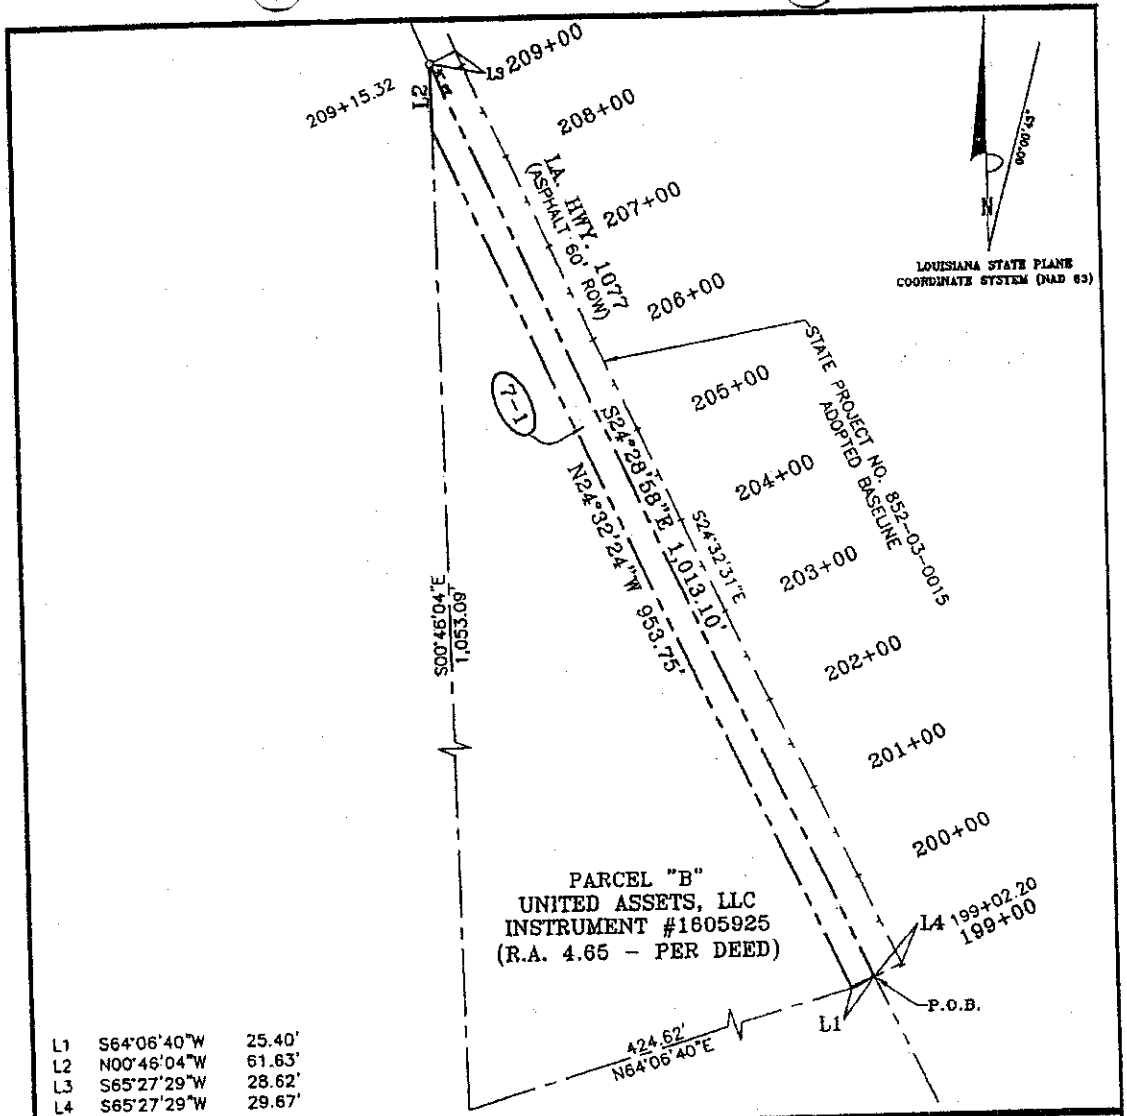 209+00
L3
209+15.32
L2
208+00
LA. HWY. 1077
(ASPHALT 60' ROW)
207+00
206+00
00°00'45"
N
LOUISIANA STATE PLANE
COORDINATE SYSTEM (NAD 83)
STATE PROJECT NO. 852-03-0015
ADOPTED BASELINE
205+00
7-1
204+00
S24°28'58"E 1,013.10'
N24°32'24"W 953.75'
S24°32'31"E
203+00
S00°46'04"E
1,053.09'
202+00
201+00
200+00
PARCEL "B"
UNITED ASSETS, LLC
INSTRUMENT #1605925
(R.A. 4.65 - PER DEED)
L4
199+02.20
199+00
P.O.B.
L1
424.62'
N64°06'40"E
L1 S64°06'40"W 25.40'
L2 N00°46'04"W 61.63'
L3 S65°27'29"W 28.62'
L4 S65°27'29"W 29.67'